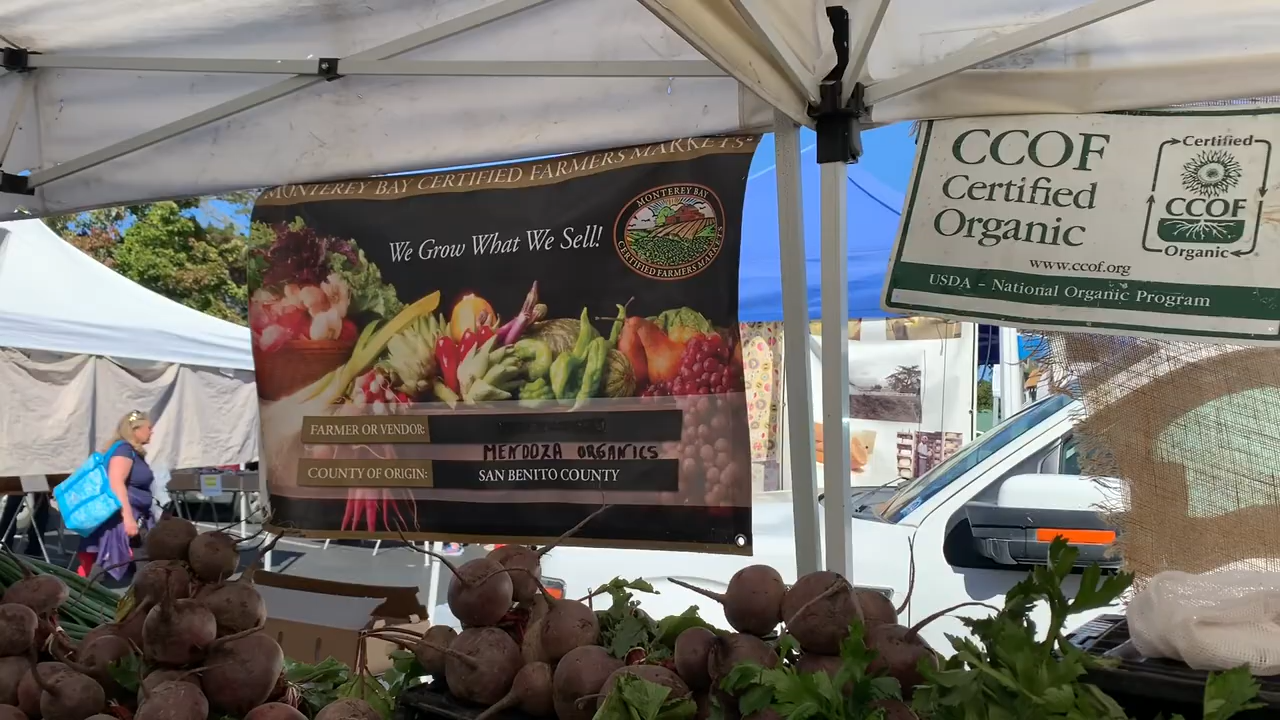 MONTEREY BAY CERTIFIED FARMERS MARKETS
We Grow What We Sell!
MONTEREY BAY
CERTIFIED FARMERS MARKETS
FARMER OR VENDOR:
MENDOZA ORGANICS
COUNTY OF ORIGIN:
SAN BENITO COUNTY
CCOF
Certified
Organic
www.ccof.org
USDA - National Organic Program
Certified
CCOF
Organic